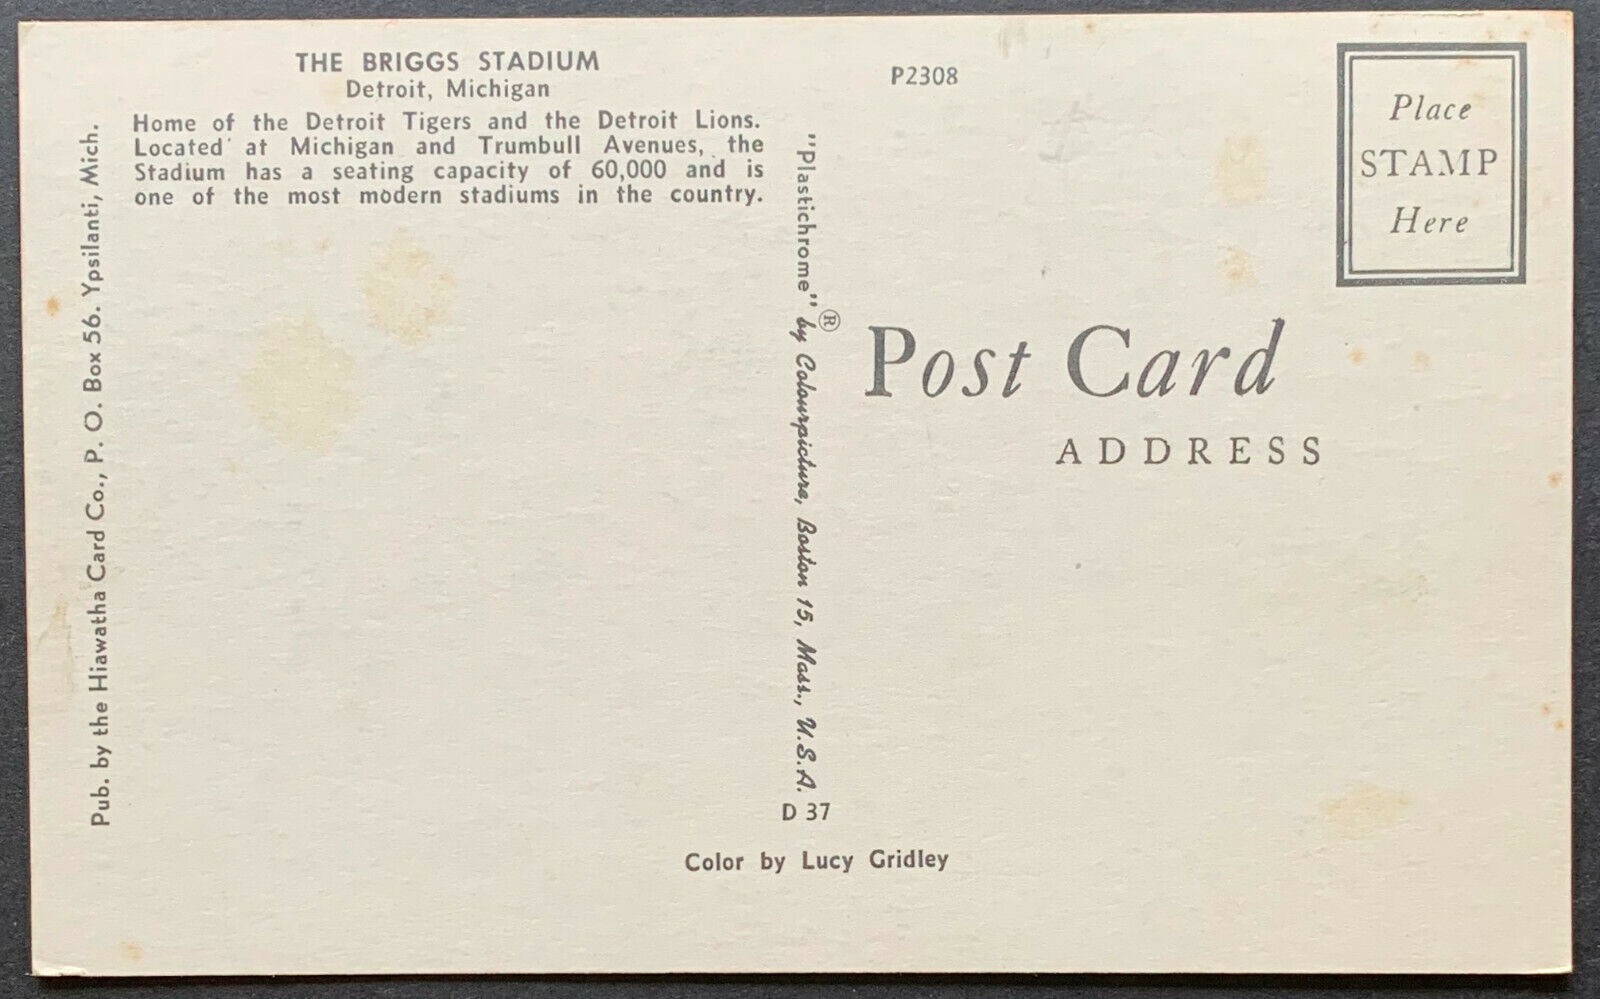 THE BRIGGS STADIUM
Detroit, Michigan
Home of the Detroit Tigers and the Detroit Lions.
Located at Michigan and Trumbull Avenues, the
Stadium has a seating capacity of 60,000 and is
one of the most modern stadiums in the country.
Pub. by the Hiawatha Card Co., P. O. Box 56. Ypsilanti, Mich.
"Plastichrome" ® by Colourpicture, Boston 15, Mass., U.S.A.
D 37
Color by Lucy Gridley
P2308
Place
STAMP
Here
Post Card
ADDRESS